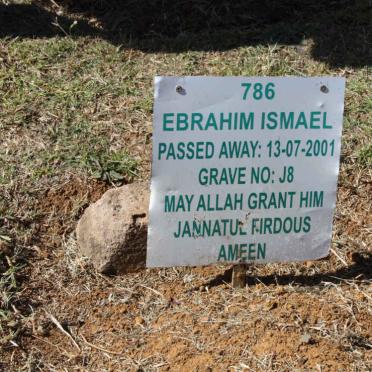 786
EBRAHIM ISMAEL
PASSED AWAY: 13-07-2001
GRAVE NO: J8
MAY ALLAH GRANT HIM
JANNATUL FIRDOUS
AMEEN